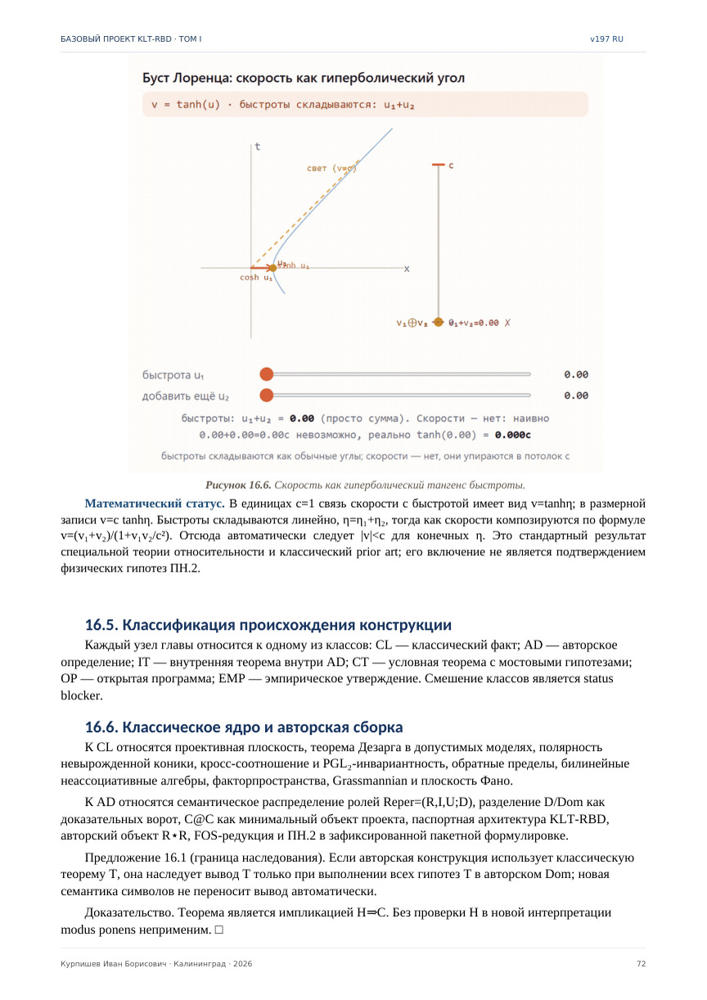 БАЗОВЫЙ ПРОЕКТ KLT-RBD · ТОМ I
v197 RU
Буст Лоренца: скорость как гиперболический угол
v = tanh(u) · быстроты складываются: u₁+u₂
t
свет (v=c)
c
x
cosh u₁
v₁⊕v₂
₁+v₂=0.00 X
быстрота u₁ 0.00
добавить ещё u₂ 0.00
быстроты: u₁+u₂ = 0.00 (просто сумма). Скорости — нет: наивно
0.00+0.00=0.00c невозможно, реально tanh(0.00) = 0.000c
быстроты складываются как обычные углы; скорости — нет, они упираются в потолок c
Рисунок 16.6. Скорость как гиперболический тангенс быстроты.
Математический статус. В единицах c=1 связь скорости с быстротой имеет вид v=tanhη; в размерной
записи v=c tanhη. Быстроты складываются линейно, η=η₁+η₂, тогда как скорости композируются по формуле
v=(v₁+v₂)/(1+v₁v₂/c²). Отсюда автоматически следует |v|<c для конечных η. Это стандартный результат
специальной теории относительности и классический prior art; его включение не является подтверждением
физических гипотез ПН.2.
16.5. Классификация происхождения конструкции
Каждый узел главы относится к одному из классов: CL — классический факт; AD — авторское
определение; IT — внутренняя теорема внутри AD; CT — условная теорема с мостовыми гипотезами;
OP — открытая программа; EMP — эмпирическое утверждение. Смешение классов является status
blocker.
16.6. Классическое ядро и авторская сборка
К CL относятся проективная плоскость, теорема Дезарга в допустимых моделях, полярность
невырожденной коники, кросс-соотношение и PGL₂-инвариантность, обратные пределы, билинейные
неассоциативные алгебры, факторпространства, Grassmannian и плоскость Фано.
К AD относятся семантическое распределение ролей Reper=(R,I,U;D), разделение D/Dom как
доказательных ворот, C@C как минимальный объект проекта, паспортная архитектура KLT-RBD,
авторский объект R⋆R, FOS-редукция и ПН.2 в зафиксированной пакетной формулировке.
Предложение 16.1 (граница наследования). Если авторская конструкция использует классическую
теорему T, она наследует вывод T только при выполнении всех гипотез T в авторском Dom; новая
семантика символов не переносит вывод автоматически.
Доказательство. Теорема является импликацией H⇒C. Без проверки H в новой интерпретации
modus ponens неприменим. □
Курпишев Иван Борисович · Калининград · 2026
72